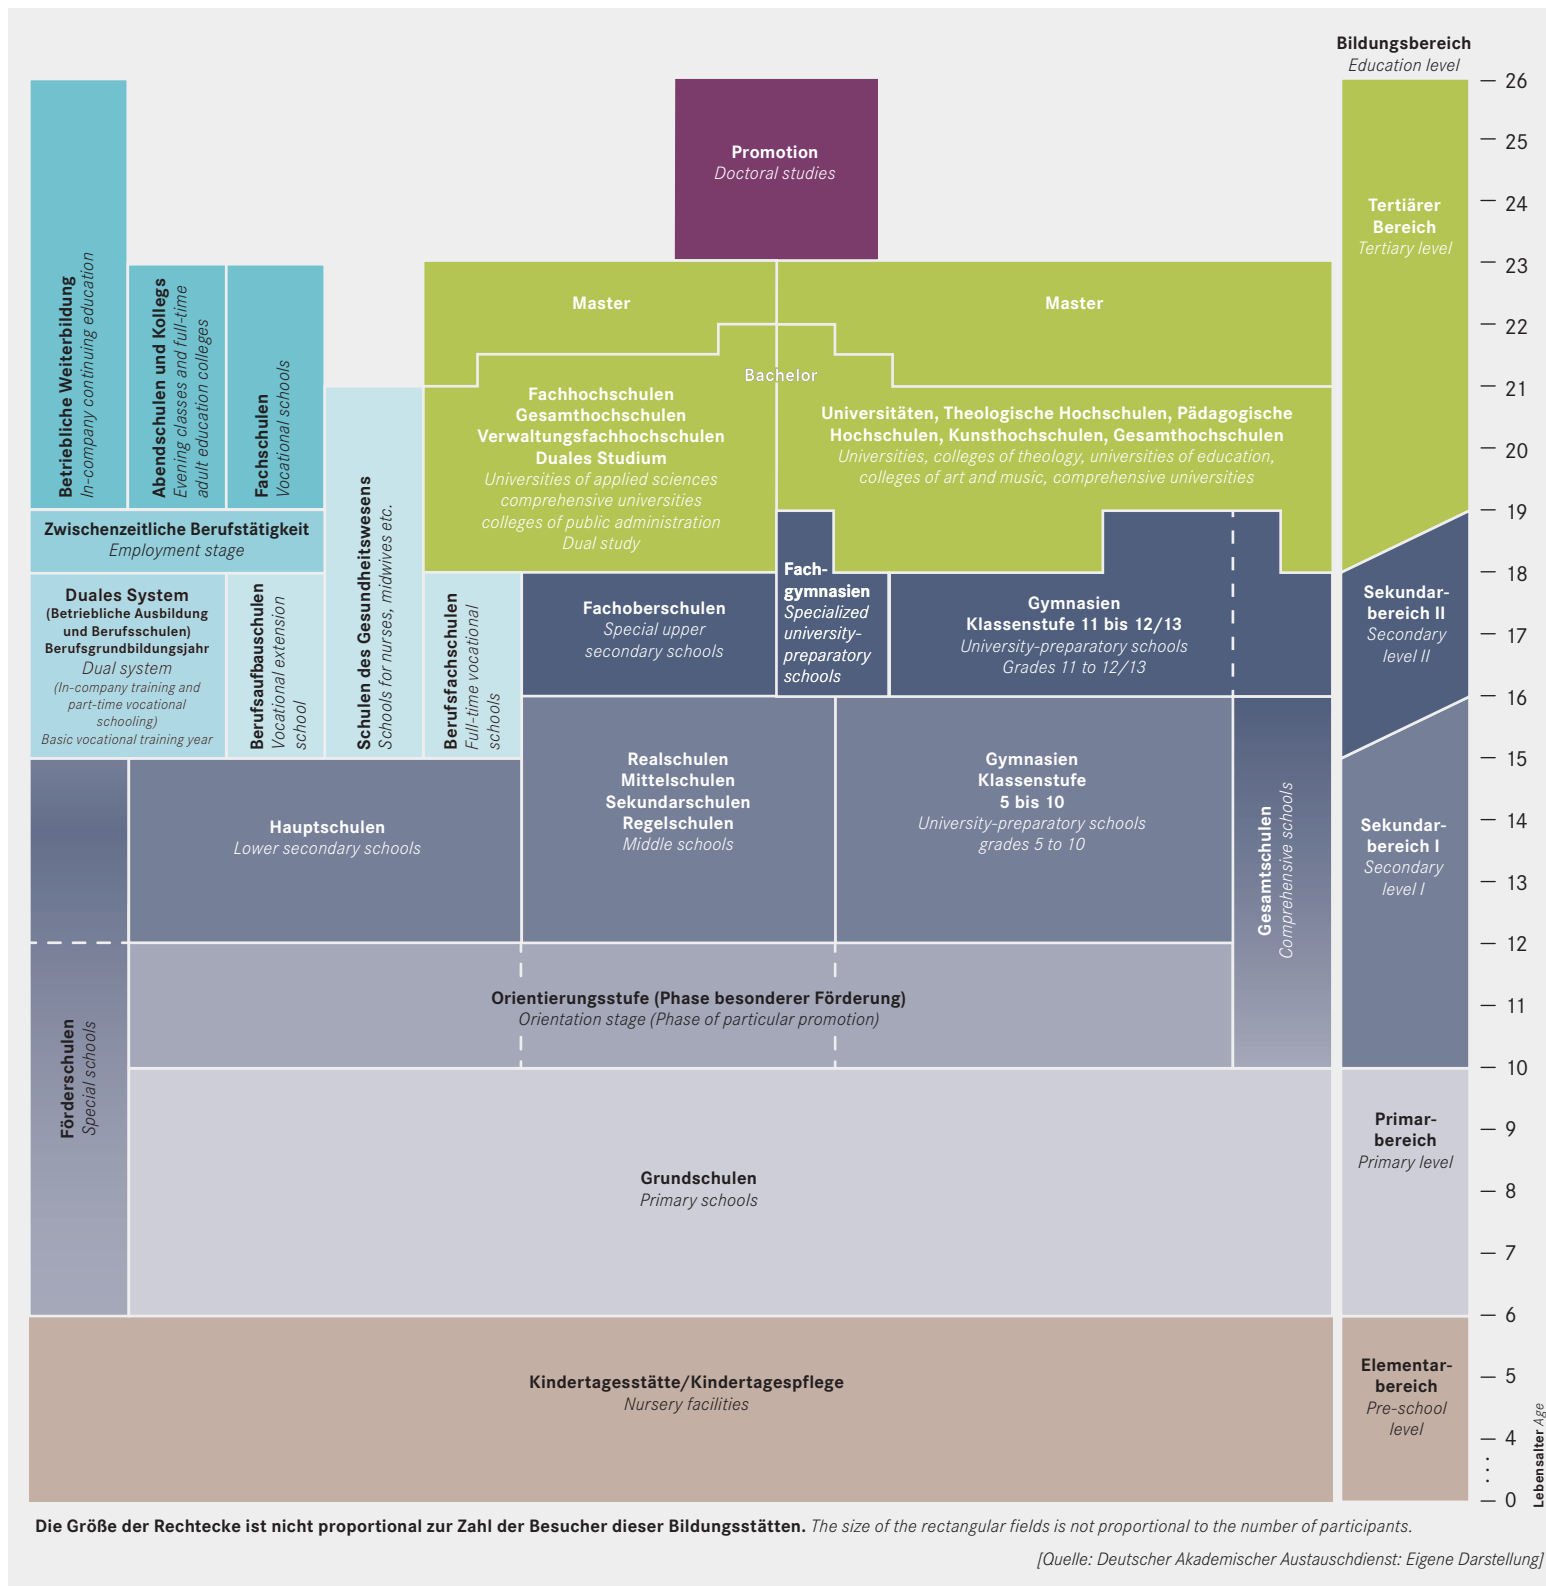 Bildungsbereich
Education level
26
25
24
23
22
21
20
19
18
17
16
15
14
13
12
11
10
9
8
7
6
5
4
0
Lebensalter Age
Promotion
Doctoral studies
Tertiärer
Bereich
Tertiary level
Betriebliche Weiterbildung
In-company continuing education
Abendschulen und Kollegs
Evening classes and full-time
adult education colleges
Fachschulen
Vocational schools
Master
Master
Bachelor
Fachhochschulen
Gesamthochschulen
Verwaltungsfachhochschulen
Duales Studium
Universities of applied sciences
comprehensive universities
colleges of public administration
Dual study
Universitäten, Theologische Hochschulen, Pädagogische
Hochschulen, Kunsthochschulen, Gesamthochschulen
Universities, colleges of theology, universities of education,
colleges of art and music, comprehensive universities
Zwischenzeitliche Berufstätigkeit
Employment stage
Duales System
(Betriebliche Ausbildung
und Berufsschulen)
Berufsgrundbildungsjahr
Dual system
(In-company training and
part-time vocational
schooling)
Basic vocational training year
Berufsaufbauschulen
Vocational extension
school
Schulen des Gesundheitswesens
Schools for nurses, midwives etc.
Berufsfachschulen
Full-time vocational
schools
Fachoberschulen
Special upper
secondary schools
Fach-
gymnasien
Specialized
university-
preparatory
schools
Gymnasien
Klassenstufe 11 bis 12/13
University-preparatory schools
Grades 11 to 12/13
Sekundar-
bereich II
Secondary
level II
Hauptschulen
Lower secondary schools
Realschulen
Mittelschulen
Sekundarschulen
Regelschulen
Middle schools
Gymnasien
Klassenstufe
5 bis 10
University-preparatory schools
grades 5 to 10
Gesamtschulen
Comprehensive schools
Sekundar-
bereich I
Secondary
level I
Förderschulen
Special schools
Orientierungsstufe (Phase besonderer Förderung)
Orientation stage (Phase of particular promotion)
Grundschulen
Primary schools
Primar-
bereich
Primary level
Kindertagesstätte/Kindertagespflege
Nursery facilities
Elementar-
bereich
Pre-school
level
Die Größe der Rechtecke ist nicht proportional zur Zahl der Besucher dieser Bildungsstätten. The size of the rectangular fields is not proportional to the number of participants.
[Quelle: Deutscher Akademischer Austauschdienst: Eigene Darstellung]